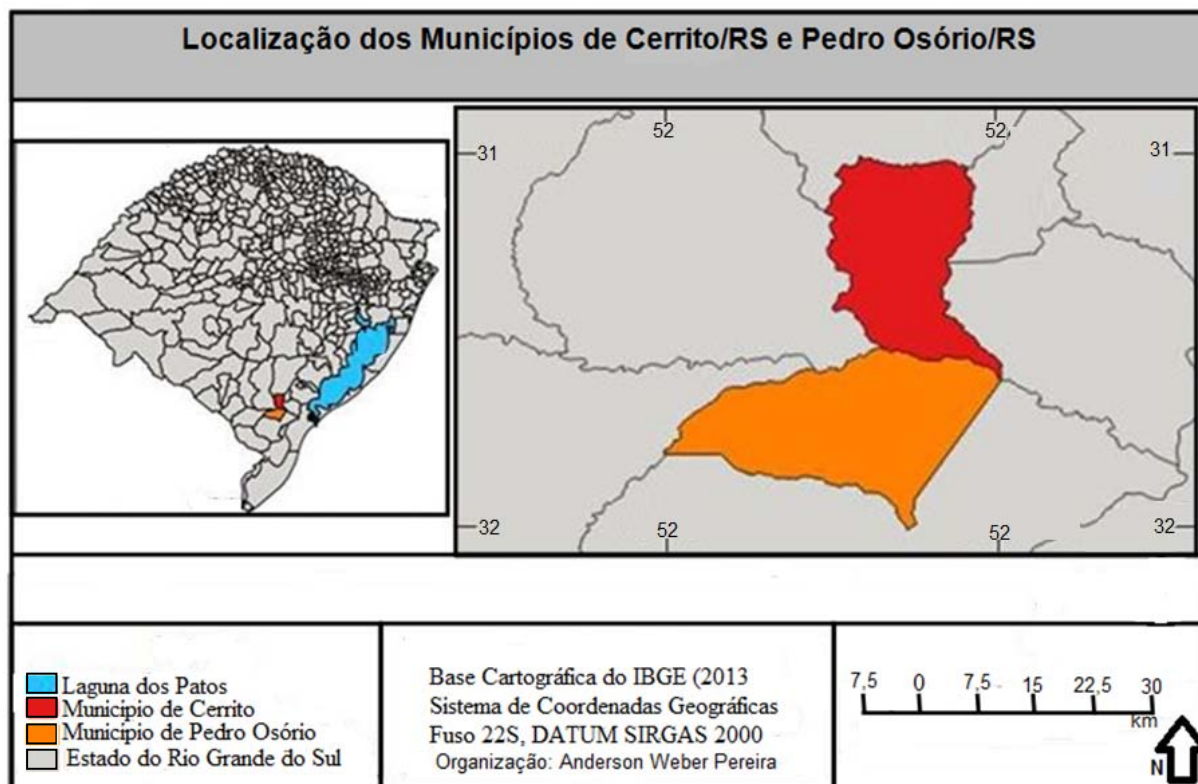 Localização dos Municípios de Cerrito/RS e Pedro Osório/RS
52 52
31 31
32 52 52 32
Laguna dos Patos
Municipio de Cerrito
Municipio de Pedro Osório
Estado do Rio Grande do Sul
Base Cartográfica do IBGE (2013
Sistema de Coordenadas Geográficas
Fuso 22S, DATUM SIRGAS 2000
Organização: Anderson Weber Pereira
7,5 0 7,5 15 22,5 30
km
N